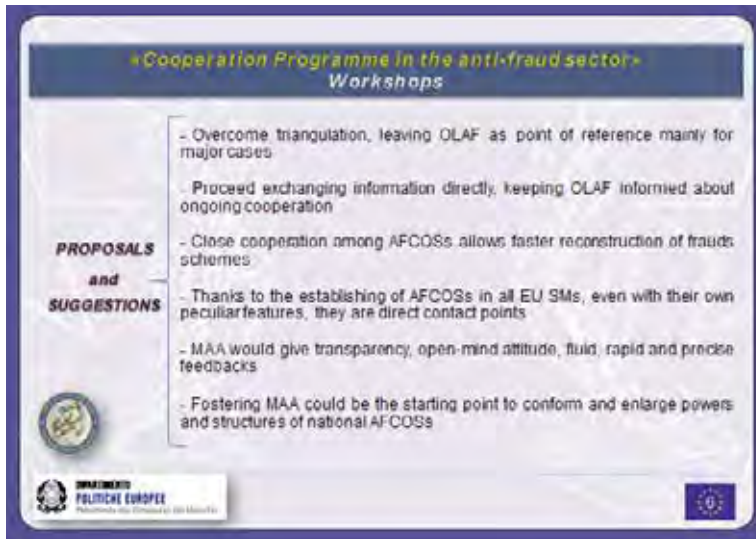 «Cooperation Programme in the anti-fraud sector»
Workshops
PROPOSALS
and
SUGGESTIONS
- Overcome triangulation, leaving OLAF as point of reference mainly for
major cases
- Proceed exchanging information directly, keeping OLAF informed about
ongoing cooperation
- Close cooperation among AFCOSs allows faster reconstruction of frauds
schemes
- Thanks to the establishing of AFCOSs in all EU SMs, even with their own
peculiar features, they are direct contact points
- MAA would give transparency, open-mind attitude, fluid, rapid and precise
feedbacks
- Fostering MAA could be the starting point to conform and enlarge powers
and structures of national AFCOSs
DIPARTIMENTO
POLITICHE EUROPEE
6